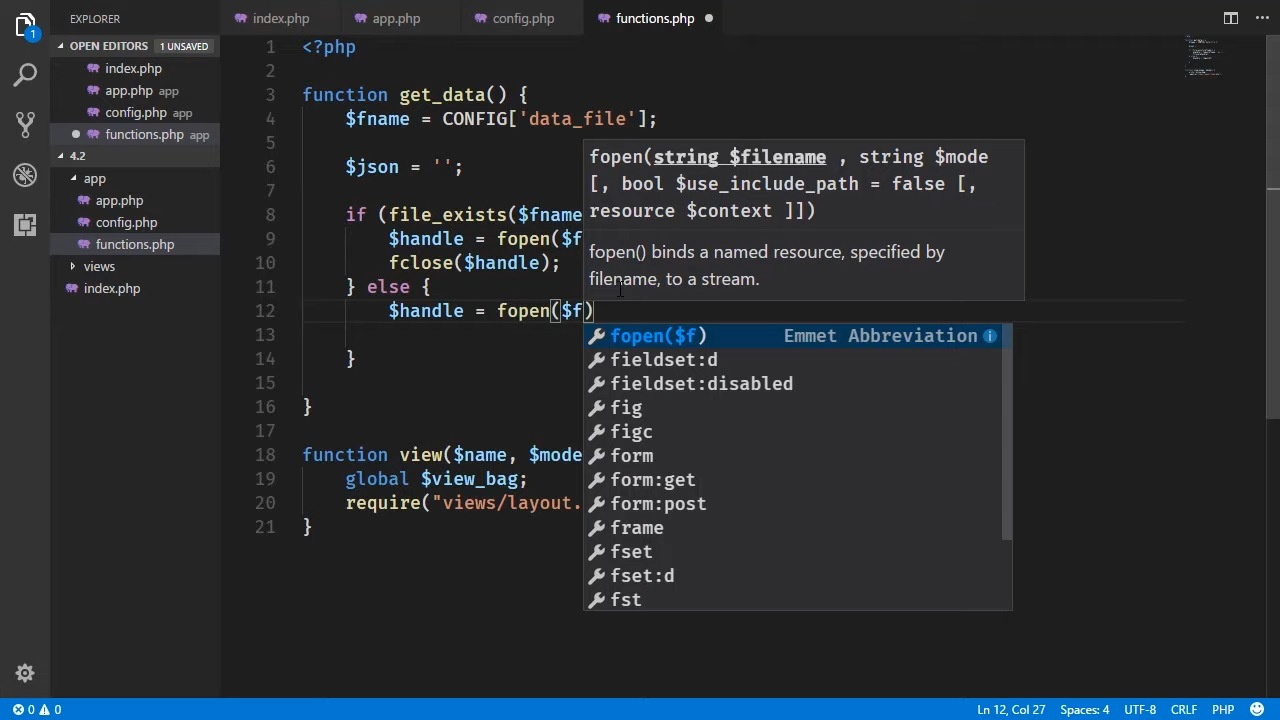 EXPLORER
index.php
app.php
config.php
functions.php
OPEN EDITORS 1 UNSAVED
index.php
app.php app
config.php app
functions.php app
4.2
app
app.php
config.php
functions.php
views
index.php
1
1 <?php
2
3 function get_data() {
4 $fname = CONFIG['data_file'];
5
6 $json = '';
7
8 if (file_exists($fname
9 $handle = fopen($f
10 fclose($handle);
11 } else {
12 $handle = fopen($f)
13
14 }
15
16 }
17
18 function view($name, $mode
19 global $view_bag;
20 require("views/layout.
21 }
fopen(string $filename , string $mode
[, bool $use_include_path = false [,
resource $context ]])
fopen() binds a named resource, specified by
filename, to a stream.
fopen($f) Emmet Abbreviation
fieldset:d
fieldset:disabled
fig
figc
form
form:get
form:post
frame
fset
fset:d
fst
0 0
Ln 12, Col 27 Spaces: 4 UTF-8 CRLF PHP